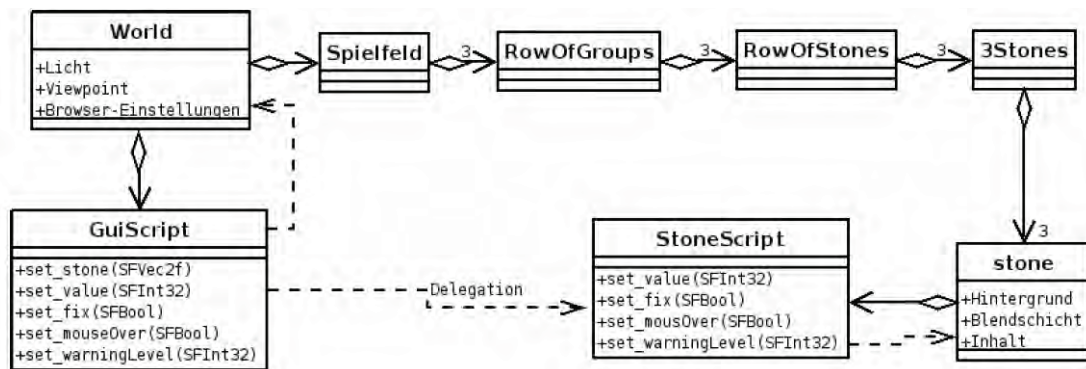 World
+Licht
+Viewpoint
+Browser-Einstellungen
Spielfeld
3
RowOfGroups
3
RowOfStones
3
3Stones
GuiScript
+set_stone(SFVec2f)
+set_value(SFInt32)
+set_fix(SFBool)
+set_mouseOver(SFBool)
+set_warningLevel(SFInt32)
Delegation
StoneScript
+set_value(SFInt32)
+set_fix(SFBool)
+set_mousOver(SFBool)
+set_warningLevel(SFInt32)
3
stone
+Hintergrund
+Blendschicht
+Inhalt